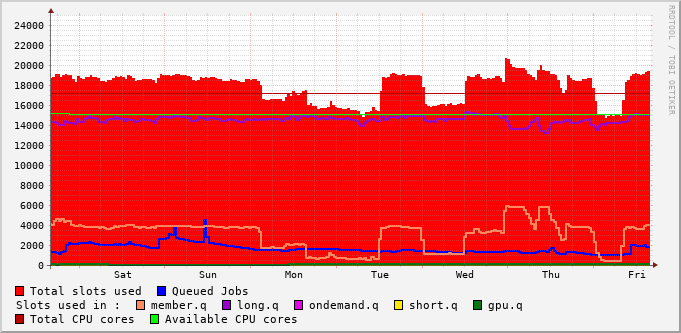 24000
22000
20000
18000
16000
14000
12000
10000
8000
6000
4000
2000
0
Sat Sun Mon Tue Wed Thu Fri
RRDTOOL / TOBI OETIKER
Total slots used Queued Jobs
Slots used in : member.q long.q ondemand.q short.q gpu.q
Total CPU cores Available CPU cores